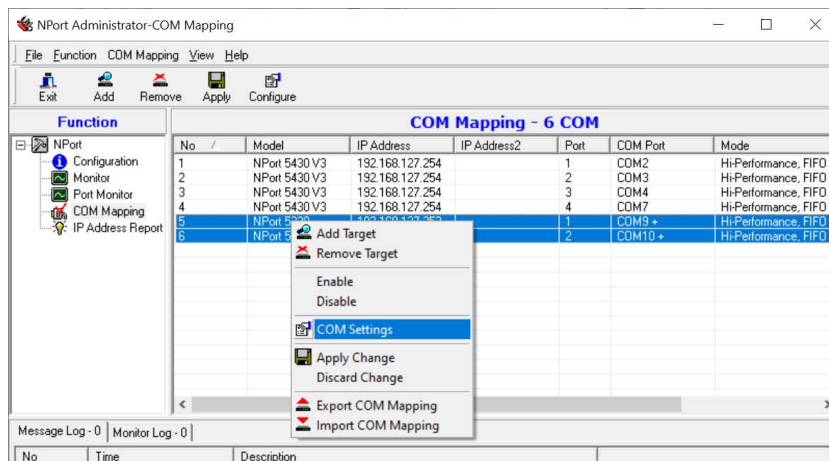 NPort Administrator-COM Mapping
File Function COM Mapping View Help
Exit Add Remove Apply Configure
Function
COM Mapping - 6 COM
NPort
Configuration
Monitor
Port Monitor
COM Mapping
IP Address Report
No / Model IP Address IP Address2 Port COM Port Mode
1 NPort 5430 V3 192.168.127.254 1 COM2 Hi-Performance, FIFO
2 NPort 5430 V3 192.168.127.254 2 COM3 Hi-Performance, FIFO
3 NPort 5430 V3 192.168.127.254 3 COM4 Hi-Performance, FIFO
4 NPort 5430 V3 192.168.127.254 4 COM7 Hi-Performance, FIFO
5 NPort 1 COM9 + Hi-Performance, FIFO
6 NPort 2 COM10 + Hi-Performance, FIFO
Add Target
Remove Target
Enable
Disable
COM Settings
Apply Change
Discard Change
Export COM Mapping
Import COM Mapping
Message Log - 0 Monitor Log - 0
No Time Description